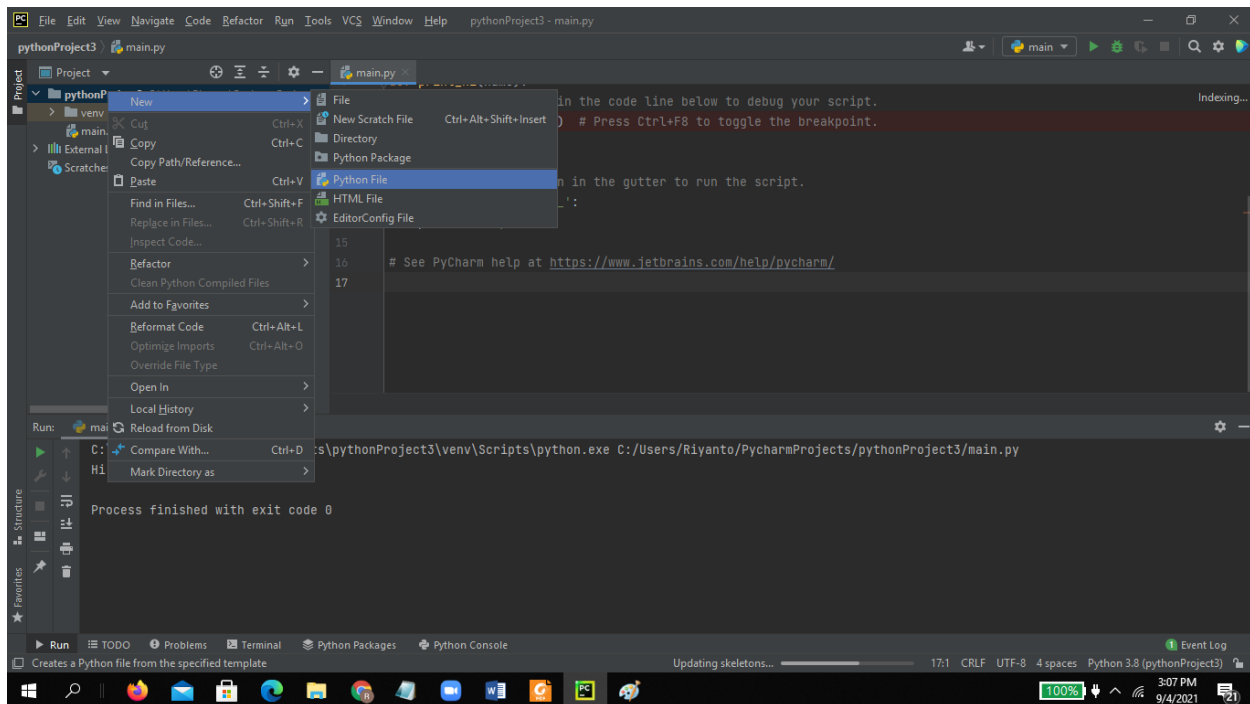 PC File Edit View Navigate Code Refactor Run Tools VCS Window Help pythonProject3 - main.py
pythonProject3 main.py
main
Project
Project
main.py
Indexing...
pythonP
venv
main.
External L
Scratche
New
Cut Ctrl+X
Copy Ctrl+C
Copy Path/Reference...
Paste Ctrl+V
Find in Files... Ctrl+Shift+F
Replace in Files... Ctrl+Shift+R
Inspect Code...
Refactor
Clean Python Compiled Files
Add to Favorites
Reformat Code Ctrl+Alt+L
Optimize Imports Ctrl+Alt+O
Override File Type
Open In
Local History
Reload from Disk
Compare With... Ctrl+D
Mark Directory as
File
New Scratch File Ctrl+Alt+Shift+Insert
Directory
Python Package
Python File
HTML File
EditorConfig File
in the code line below to debug your script.
) # Press Ctrl+F8 to toggle the breakpoint.
n in the gutter to run the script.
_':
15
16 # See PyCharm help at https://www.jetbrains.com/help/pycharm/
17
Run: mai
C: ts\pythonProject3\venv\Scripts\python.exe C:/Users/Riyanto/PycharmProjects/pythonProject3/main.py
Hi
Process finished with exit code 0
Structure
Favorites
Run TODO Problems Terminal Python Packages Python Console
1 Event Log
Creates a Python file from the specified template
Updating skeletons... 17:1 CRLF UTF-8 4 spaces Python 3.8 (pythonProject3)
PC
100%
3:07 PM
9/4/2021
21